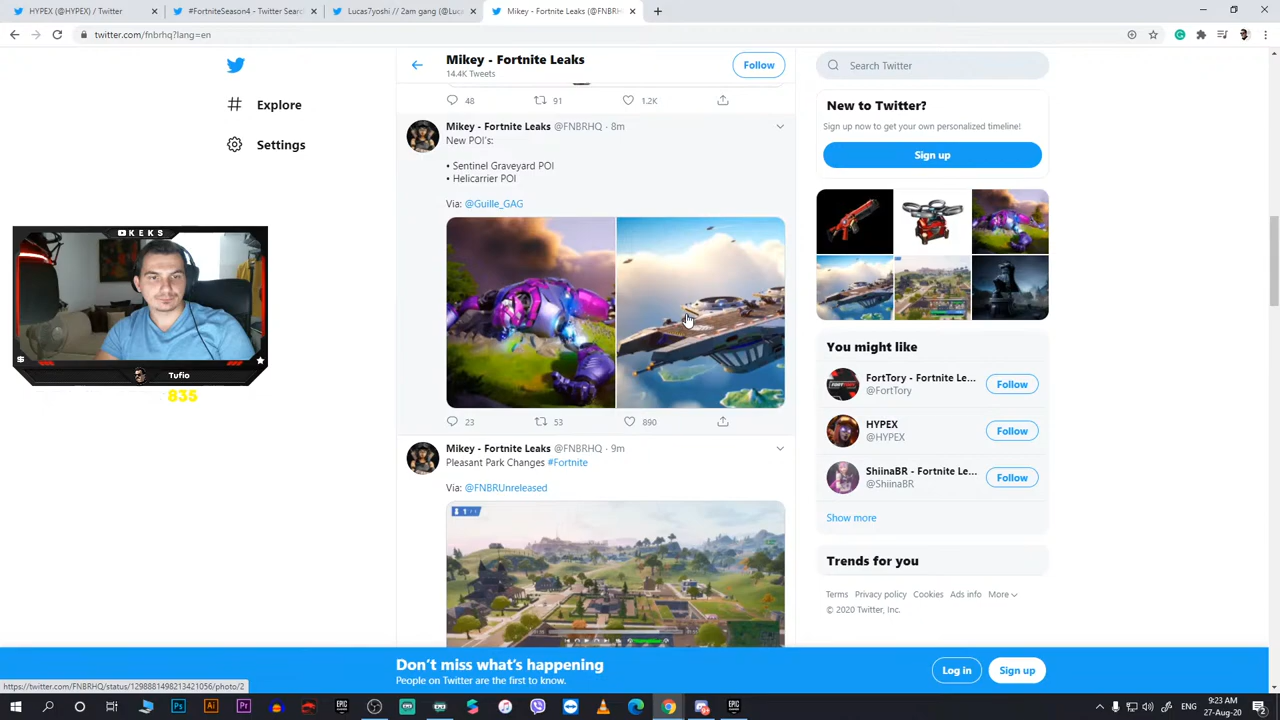 HYPEX (@HYPEX) / Twitter
#FortniteSeason4 - Twitter Searc
Lucas7yoshi // 2am gang (@Luca
Mikey - Fortnite Leaks (@FNBRH
twitter.com/fnbrhq?lang=en
Explore
Settings
Mikey - Fortnite Leaks
14.4K Tweets
Follow
48 91 1.2K
Mikey - Fortnite Leaks @FNBRHQ · 8m
New POI's:
• Sentinel Graveyard POI
• Helicarrier POI
Via: @Guille_GAG
23 53 890
Mikey - Fortnite Leaks @FNBRHQ · 9m
Pleasant Park Changes #Fortnite
Via: @FNBRUnreleased
KEKS
Tufio
835
Search Twitter
New to Twitter?
Sign up now to get your own personalized timeline!
Sign up
You might like
FortTory - Fortnite Le...
@FortTory
Follow
HYPEX
@HYPEX
Follow
ShiinaBR - Fortnite Le...
@ShiinaBR
Follow
Show more
Trends for you
Terms Privacy policy Cookies Ads info More
© 2020 Twitter, Inc.
Don't miss what's happening
People on Twitter are the first to know.
Log in
Sign up
https://twitter.com/FNBRHQ/status/1298881498213421056/photo/2
Ps Ai Pr
EPIC
EPIC
ENG
9:23 AM
27-Aug-20